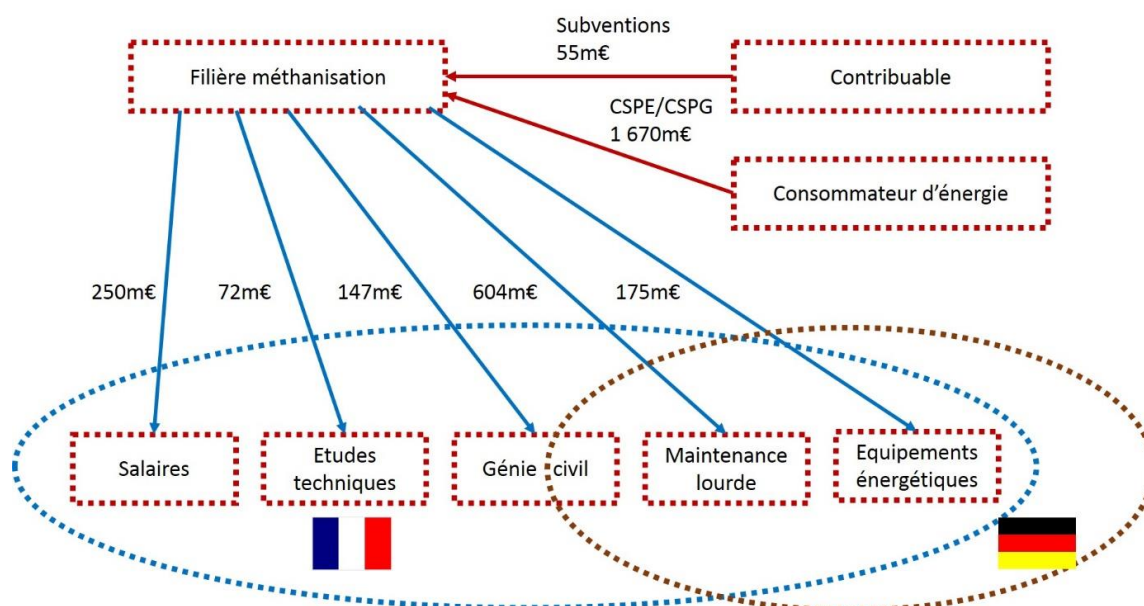 Subventions
55m€
Filière méthanisation
Contribuable
CSPE/CSPG
1 670m€
Consommateur d'énergie
250m€
72m€
147m€
604m€
175m€
Salaires
Etudes
techniques
Génie civil
Maintenance
lourde
Equipements
énergétiques